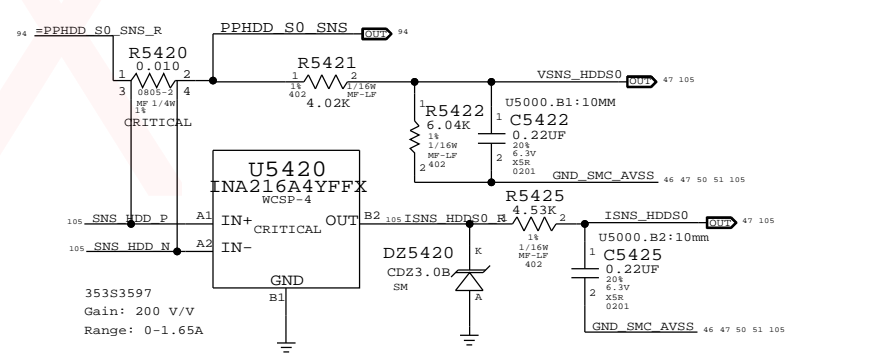 94 =PPHDD_S0_SNS_R
PPHDD_S0_SNS OUT 94
R5420
0.010
1 2
3 4
0805-2
MF 1/4W
1%
CRITICAL
R5421
1 2
1% 1/16W
402 MF-LF
4.02K
VSNS_HDDS0 OUT 47 105
1
R5422
6.04K
1%
1/16W
MF-LF
402
2
U5000.B1:10MM
C5422
1
0.22UF
20%
6.3V
2
X5R
0201
GND_SMC_AVSS 46 47 50 51 105
U5420
INA216A4YFFX
WCSP-4
105 SNS_HDD_P A1 IN+
CRITICAL
OUT B2 105 ISNS_HDDS0_R
105 SNS_HDD_N A2 IN-
GND
B1
R5425
4.53K
1 2
1%
1/16W
MF-LF
402
ISNS_HDDS0 OUT 47 105
U5000.B2:10mm
C5425
1
0.22UF
20%
6.3V
2
X5R
0201
GND_SMC_AVSS 46 47 50 51 105
DZ5420
K
CDZ3.0B
SM
A
353S3597
Gain: 200 V/V
Range: 0-1.65A